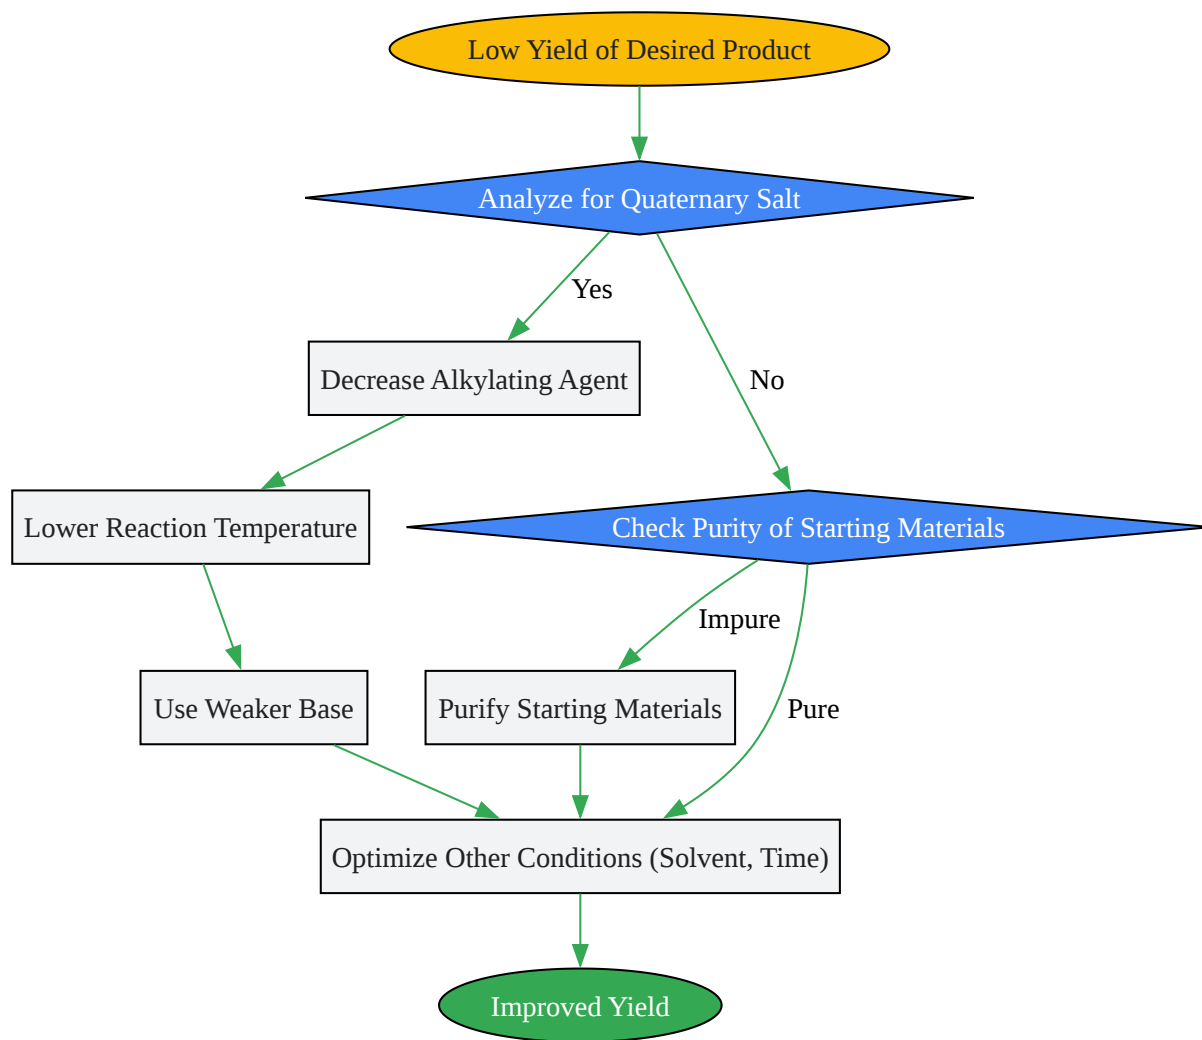 Low Yield of Desired Product
Analyze for Quaternary Salt
Yes
Decrease Alkylating Agent
No
Lower Reaction Temperature
Check Purity of Starting Materials
Impure
Use Weaker Base
Purify Starting Materials
Pure
Optimize Other Conditions (Solvent, Time)
Improved Yield